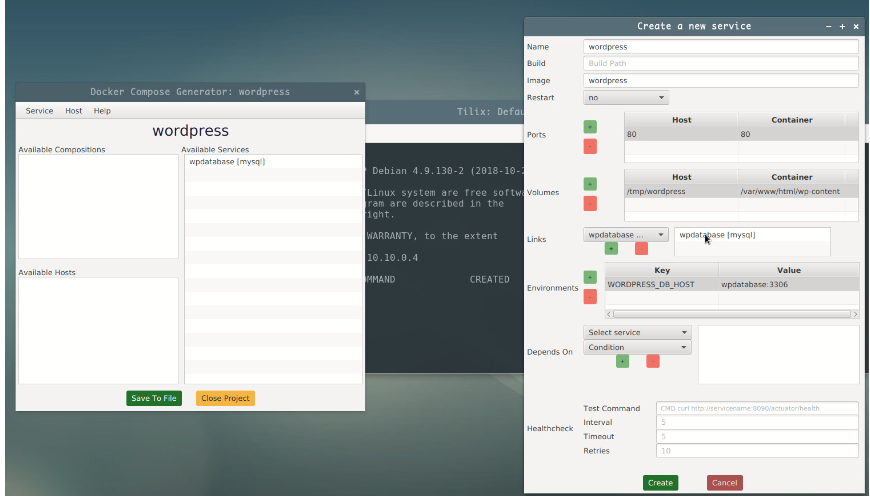 Create a new service
Name
wordpress
Build
Build Path
Image
wordpress
Restart
no
Ports
Host
Container
80
80
Volumes
Host
Container
/tmp/wordpress
/var/www/html/wp-content
Links
wpdatabase ...
wpdatabase [mysql]
Environments
Key
Value
WORDPRESS_DB_HOST
wpdatabase:3306
Depends On
Select service
Condition
Healthcheck
Test Command
CMD curl http://servicename:8090/actuator/health
Interval
5
Timeout
5
Retries
10
Create
Cancel
Docker Compose Generator: wordpress
Service
Host
Help
wordpress
Available Compositions
Available Services
wpdatabase [mysql]
Available Hosts
Save To File
Close Project
Tilix: Defau
Debian 4.9.130-2 (2018-10-2
/Linux system are free softwa
ram are described in the
right.
WARRANTY, to the extent
10.10.0.4
OMMAND CREATED